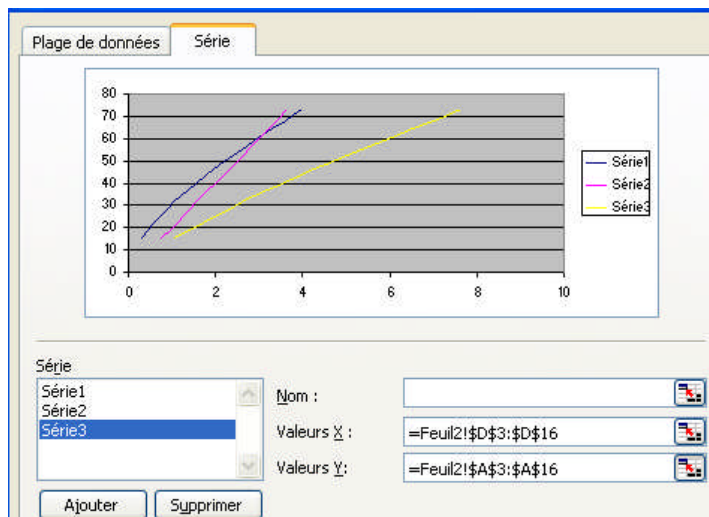 Plage de données Série
80
70
60
50
40
30
20
10
0
0 2 4 6 8 10
Série1
Série2
Série3
Série
Série1
Série2
Série3
Nom :
Valeurs X :
=Feuil2!$D$3:$D$16
Valeurs Y:
=Feuil2!$A$3:$A$16
Ajouter Supprimer